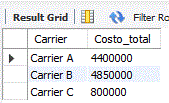 Result Grid Filter Ro
Carrier Costo_total
Carrier A 4400000
Carrier B 4850000
Carrier C 800000